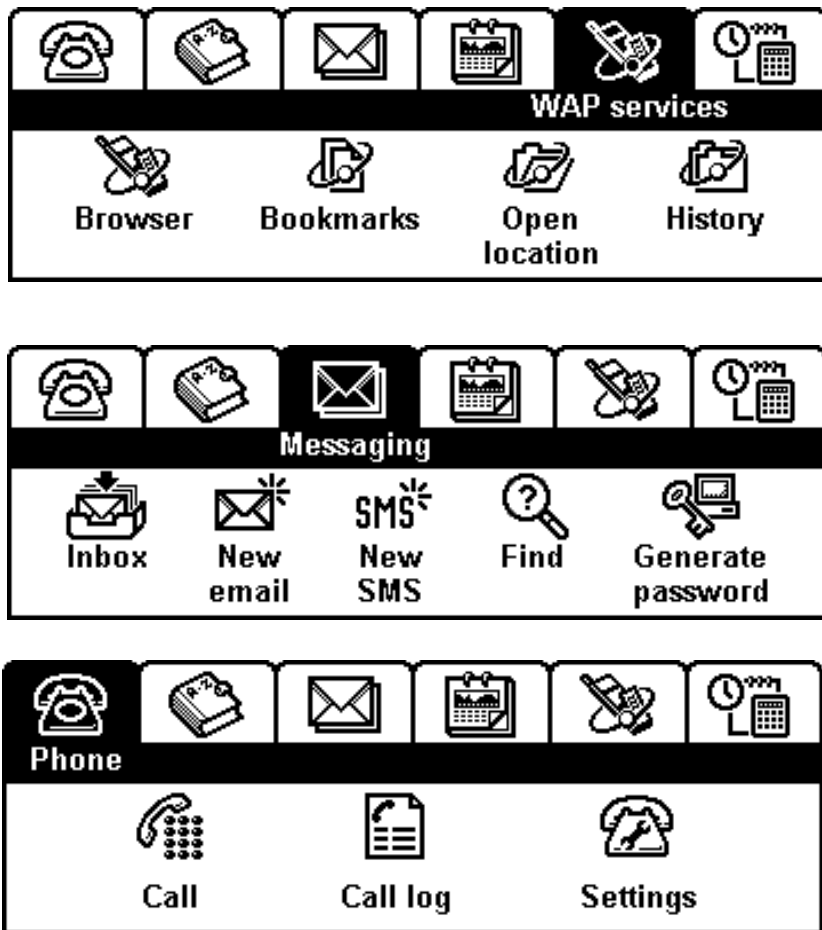 WAP services
Browser Bookmarks Open History
location
Messaging
Inbox New New Find Generate
email SMS password
Phone
Call Call log Settings